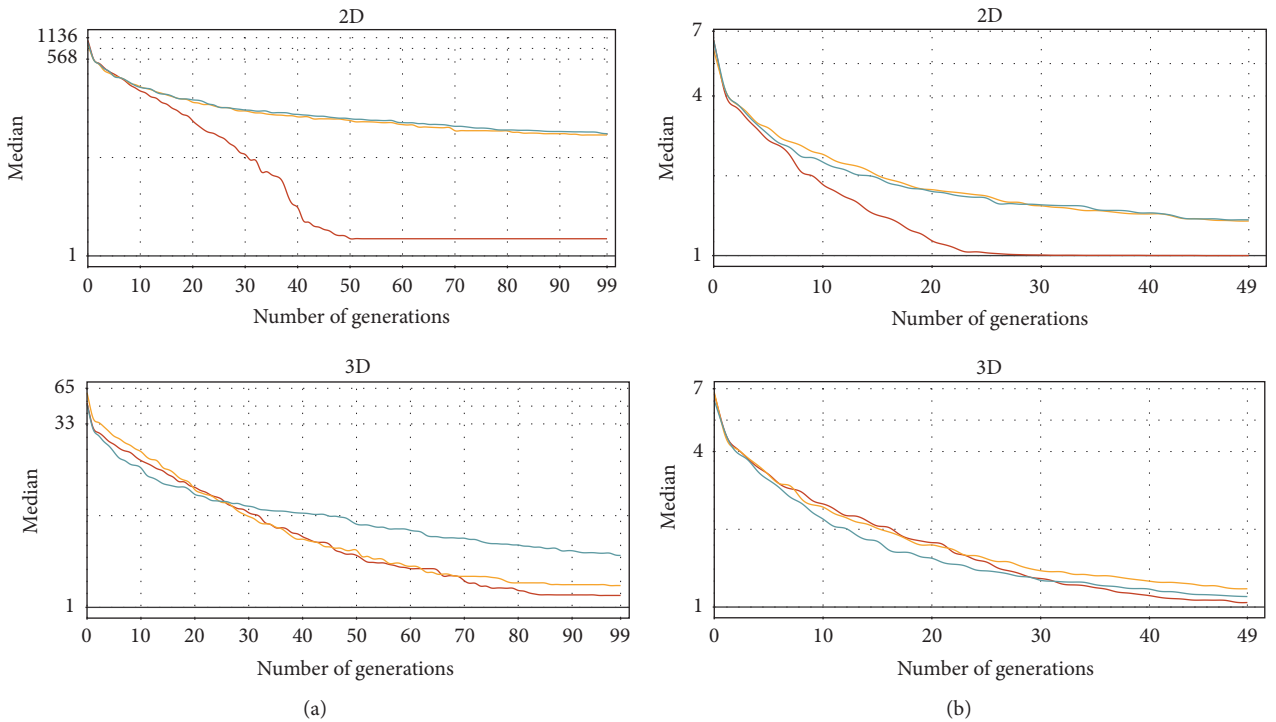 2D
1136
568
1
Median
0 10 20 30 40 50 60 70 80 90 99
Number of generations
2D
7
4
1
Median
0 10 20 30 40 49
Number of generations
3D
65
33
1
Median
0 10 20 30 40 50 60 70 80 90 99
Number of generations
(a)
3D
7
4
1
Median
0 10 20 30 40 49
Number of generations
(b)